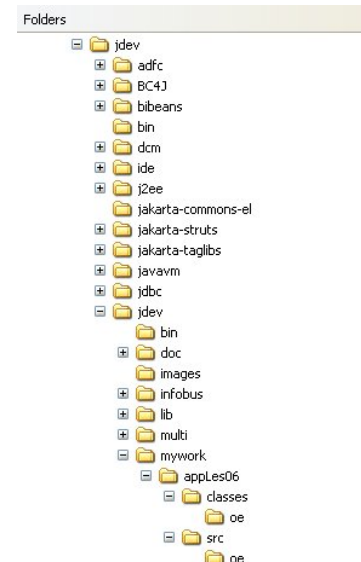 Folders
jdev
adfc
BC4J
bibeans
bin
dcm
ide
j2ee
jakarta-commons-el
jakarta-struts
jakarta-taglibs
javavm
jdbc
jdev
bin
doc
images
infobus
lib
multi
mywork
appLes06
classes
oe
src
oe